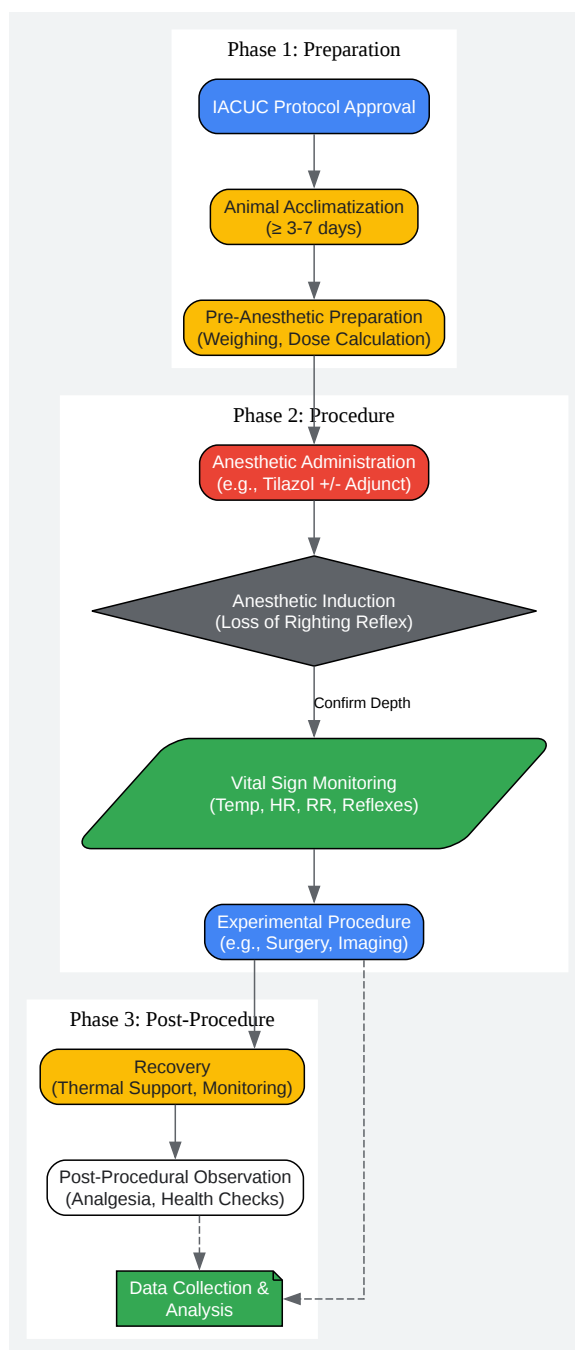 Phase 1: Preparation
IACUC Protocol Approval
Animal Acclimatization
(≥ 3-7 days)
Pre-Anesthetic Preparation
(Weighing, Dose Calculation)
Phase 2: Procedure
Anesthetic Administration
(e.g., Tilazol +/- Adjunct)
Anesthetic Induction
(Loss of Righting Reflex)
Confirm Depth
Vital Sign Monitoring
(Temp, HR, RR, Reflexes)
Experimental Procedure
(e.g., Surgery, Imaging)
Phase 3: Post-Procedure
Recovery
(Thermal Support, Monitoring)
Post-Procedural Observation
(Analgesia, Health Checks)
Data Collection &
Analysis